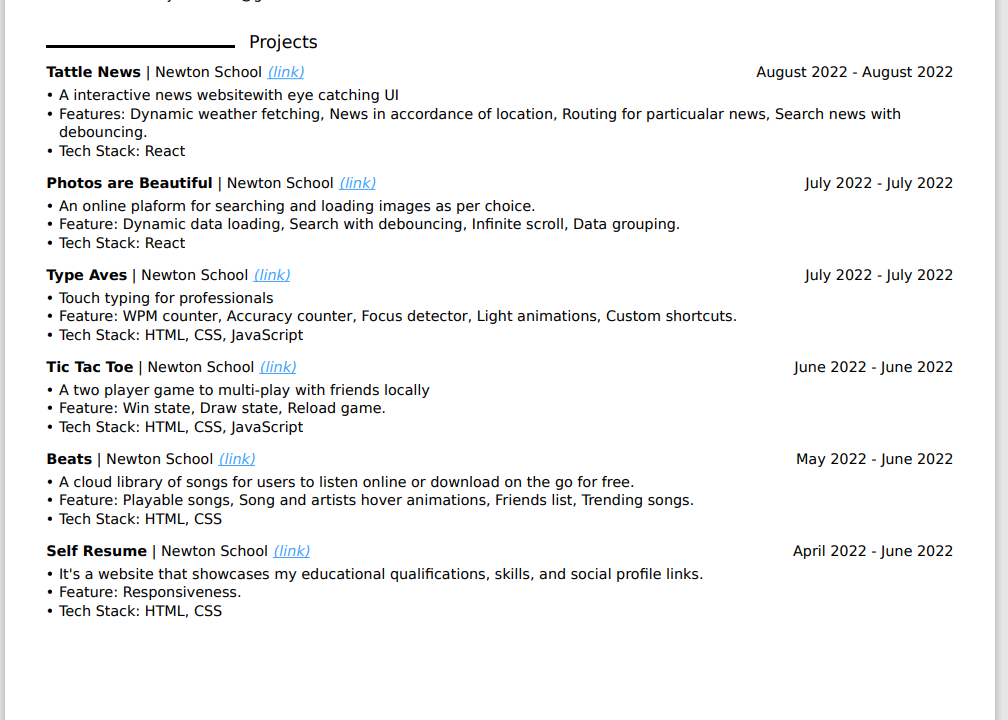 Projects
Tattle News | Newton School (link) August 2022 - August 2022
• A interactive news websitewith eye catching UI
• Features: Dynamic weather fetching, News in accordance of location, Routing for particualar news, Search news with
debouncing.
• Tech Stack: React
Photos are Beautiful | Newton School (link) July 2022 - July 2022
• An online plaform for searching and loading images as per choice.
• Feature: Dynamic data loading, Search with debouncing, Infinite scroll, Data grouping.
• Tech Stack: React
Type Aves | Newton School (link) July 2022 - July 2022
• Touch typing for professionals
• Feature: WPM counter, Accuracy counter, Focus detector, Light animations, Custom shortcuts.
• Tech Stack: HTML, CSS, JavaScript
Tic Tac Toe | Newton School (link) June 2022 - June 2022
• A two player game to multi-play with friends locally
• Feature: Win state, Draw state, Reload game.
• Tech Stack: HTML, CSS, JavaScript
Beats | Newton School (link) May 2022 - June 2022
• A cloud library of songs for users to listen online or download on the go for free.
• Feature: Playable songs, Song and artists hover animations, Friends list, Trending songs.
• Tech Stack: HTML, CSS
Self Resume | Newton School (link) April 2022 - June 2022
• It's a website that showcases my educational qualifications, skills, and social profile links.
• Feature: Responsiveness.
• Tech Stack: HTML, CSS